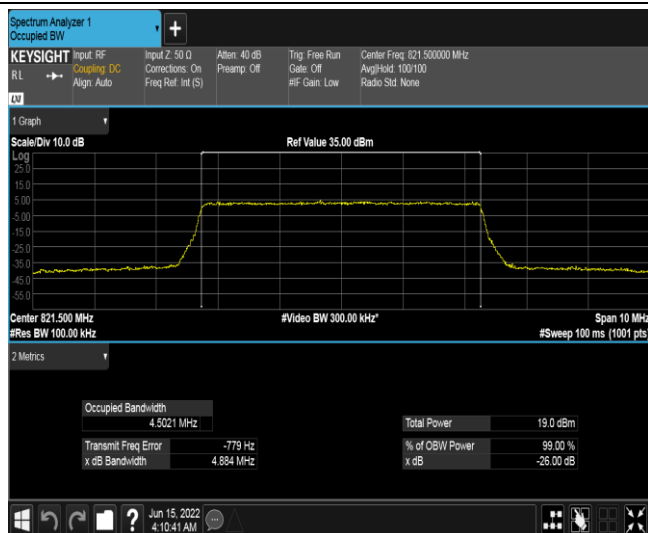 Spectrum Analyzer 1
Occupied BW
+
KEYSIGHT
RL
LXI
Input: RF
Coupling: DC
Align: Auto
Input Z: 50 Ω
Corrections: On
Freq Ref: Int (S)
Atten: 40 dB
Preamp: Off
Trig: Free Run
Gate: Off
#IF Gain: Low
Center Freq: 821.500000 MHz
Avg|Hold: 100/100
Radio Std: None
1 Graph
Scale/Div 10.0 dB
Ref Value 35.00 dBm
Log
25.0
15.0
5.00
-5.00
-15.0
-25.0
-35.0
-45.0
-55.0
Center 821.500 MHz
#Video BW 300.00 kHz*
Span 10 MHz
#Res BW 100.00 kHz
#Sweep 100 ms (1001 pts)
2 Metrics
Occupied Bandwidth
4.5021 MHz
Total Power 19.0 dBm
Transmit Freq Error -779 Hz
% of OBW Power 99.00 %
x dB Bandwidth 4.884 MHz
x dB -26.00 dB
?
Jun 15, 2022
4:10:41 AM